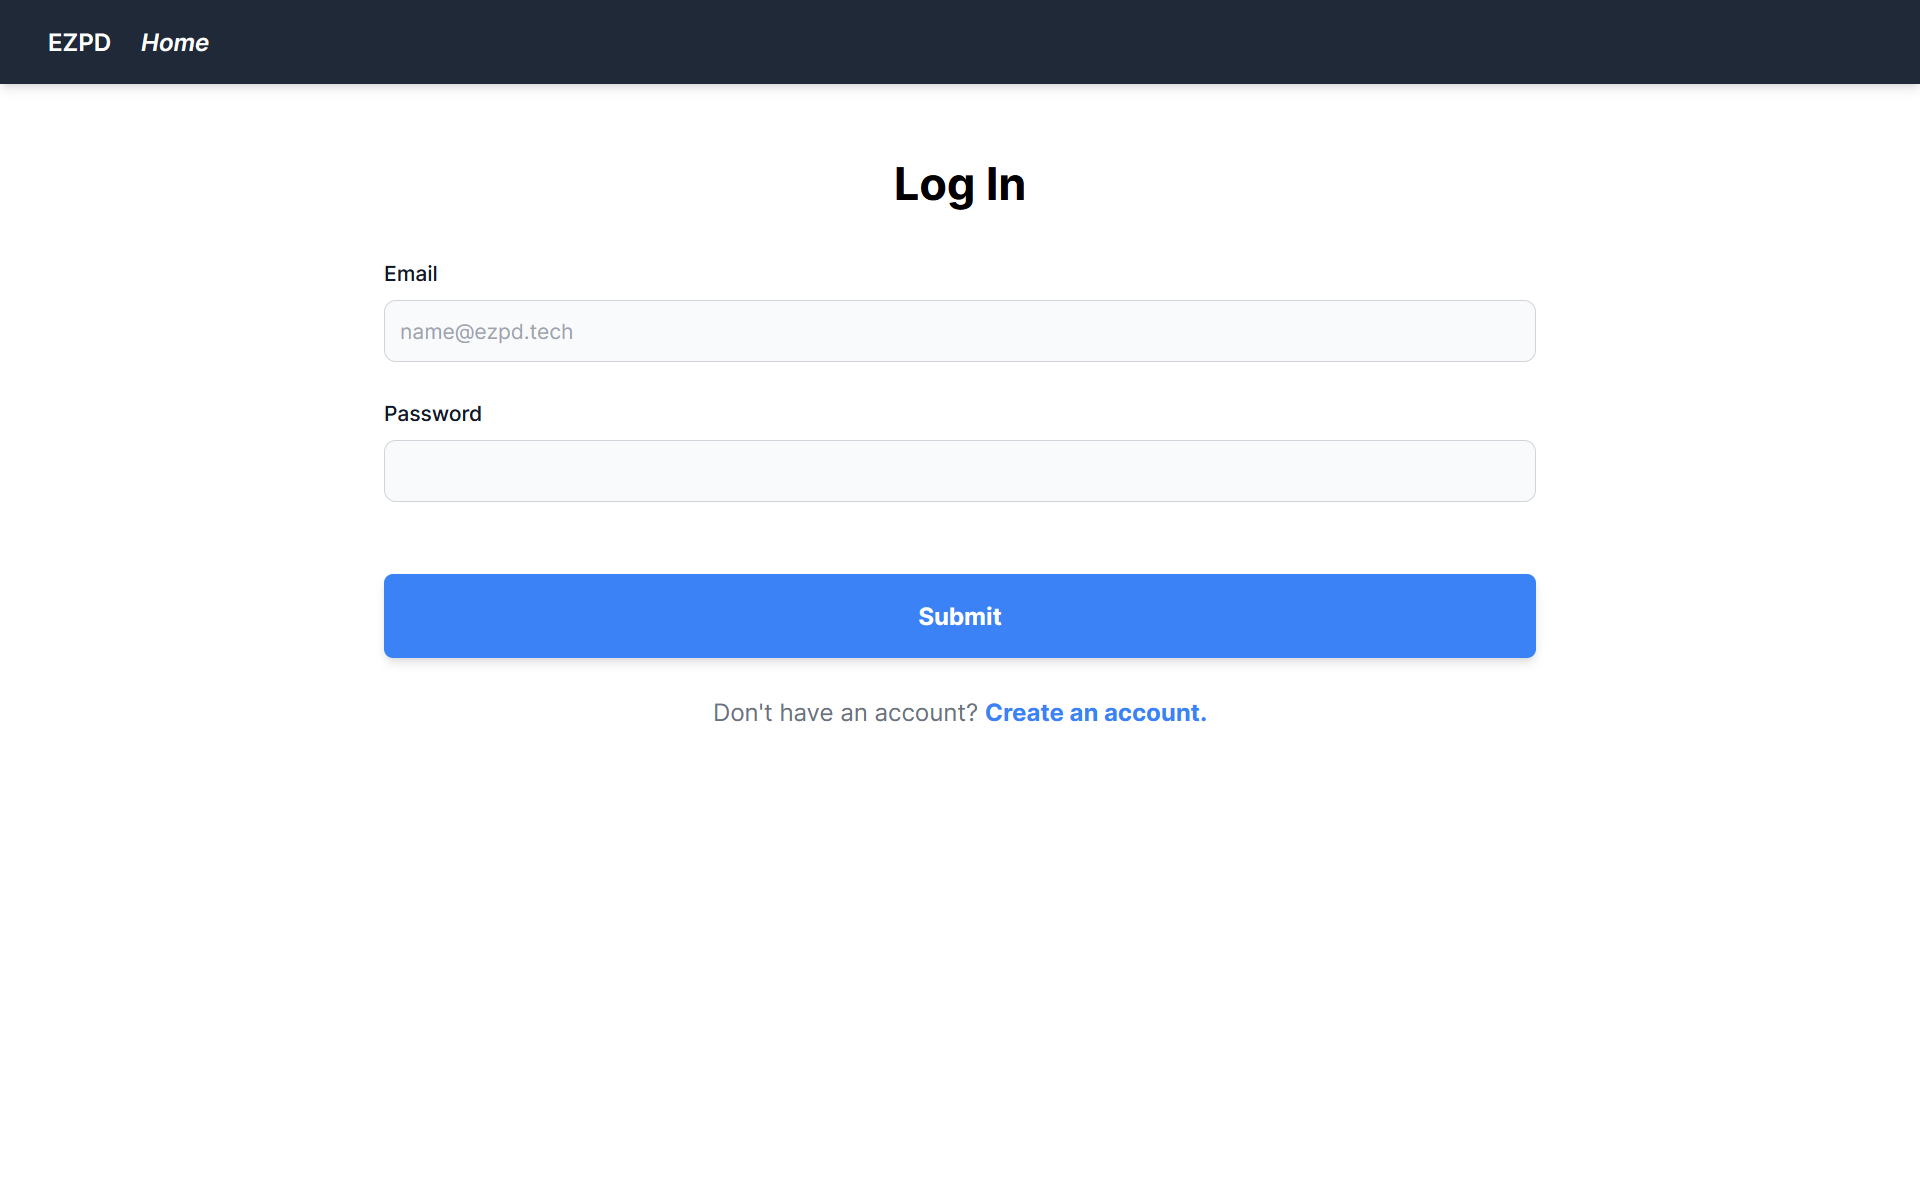 EZPD Home
Log In
Email
name@ezpd.tech
Password
Submit
Don't have an account? Create an account.